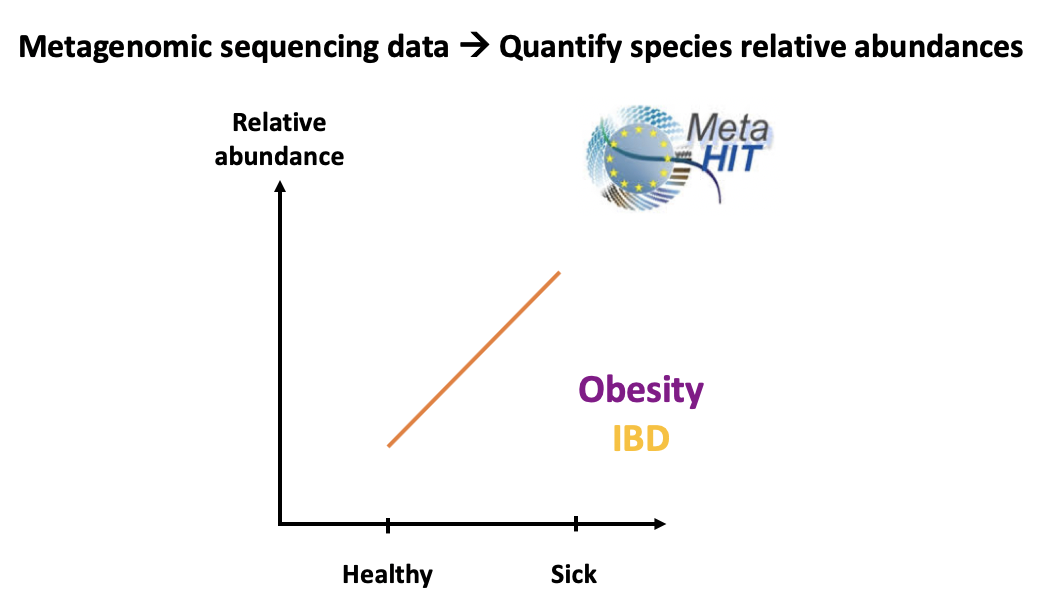 Metagenomic sequencing data → Quantify species relative abundances
Relative
abundance
Meta
HIT
Obesity
IBD
Healthy
Sick